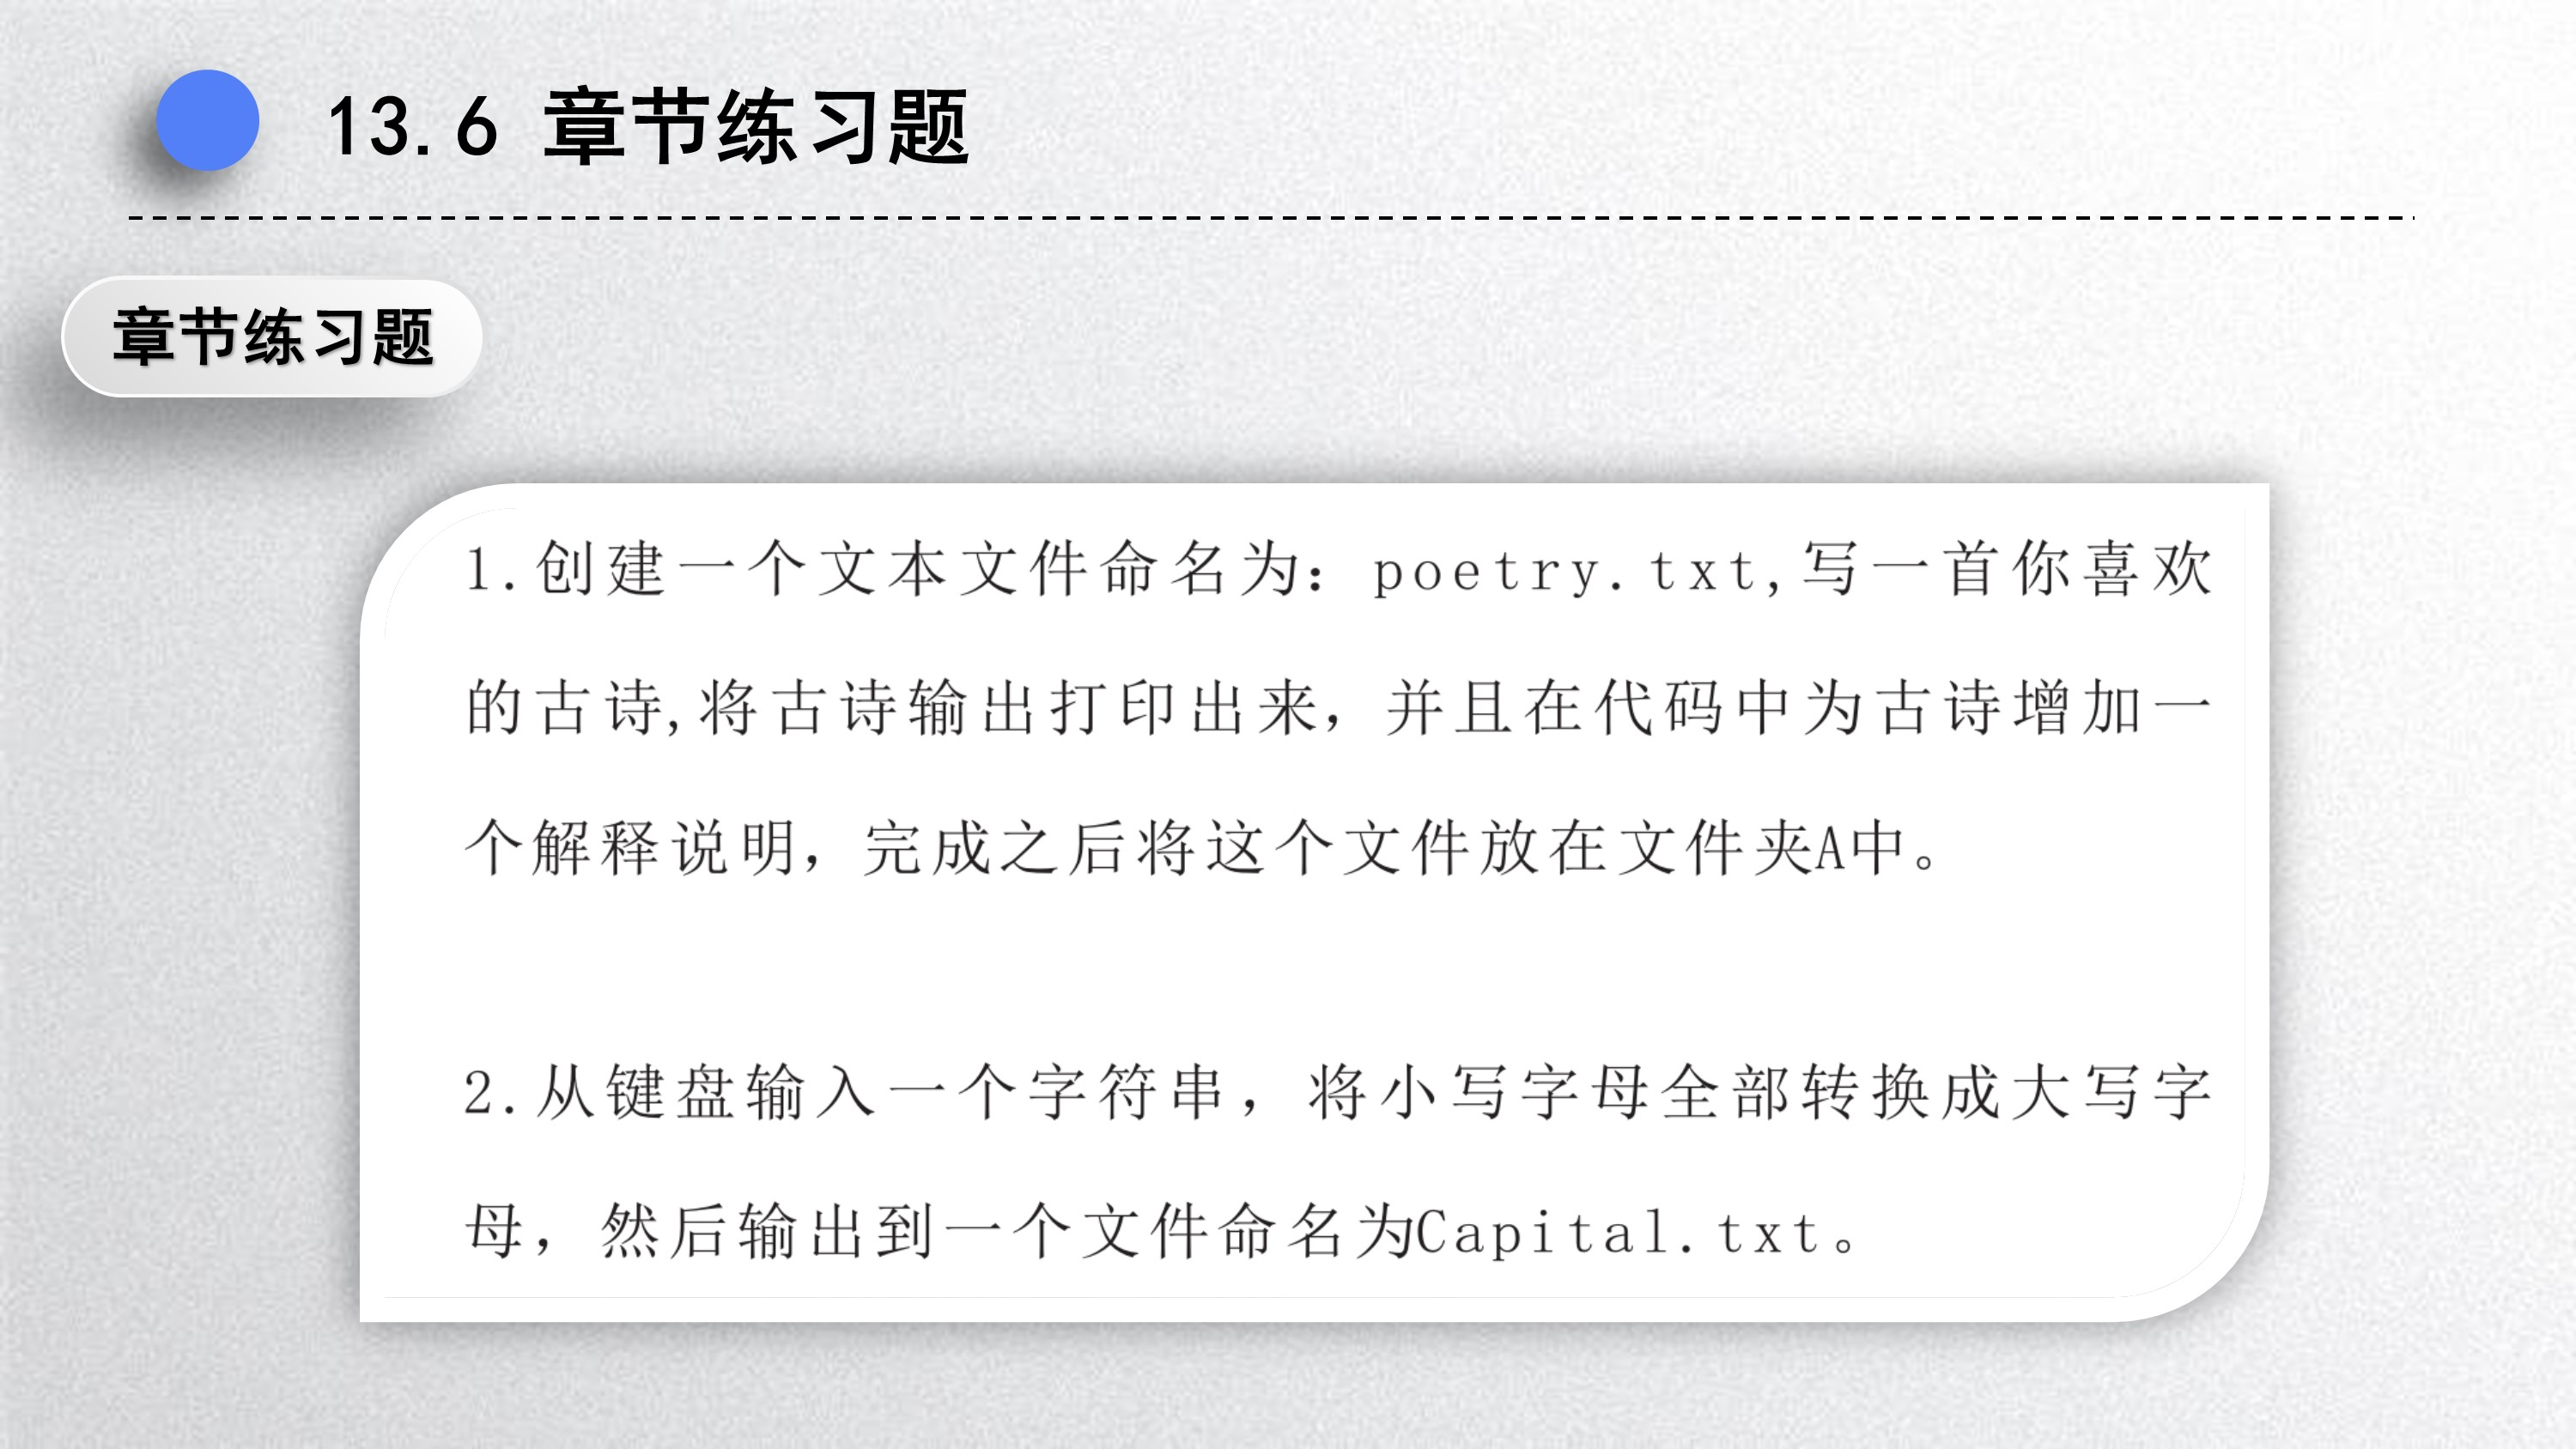 13.6 章节练习题
章节练习题
1.创建一个文本文件命名为：poetry.txt,写一首你喜欢
的古诗,将古诗输出打印出来，并且在代码中为古诗增加一
个解释说明，完成之后将这个文件放在文件夹A中。
2.从键盘输入一个字符串，将小写字母全部转换成大写字
母，然后输出到一个文件命名为Capital.txt。